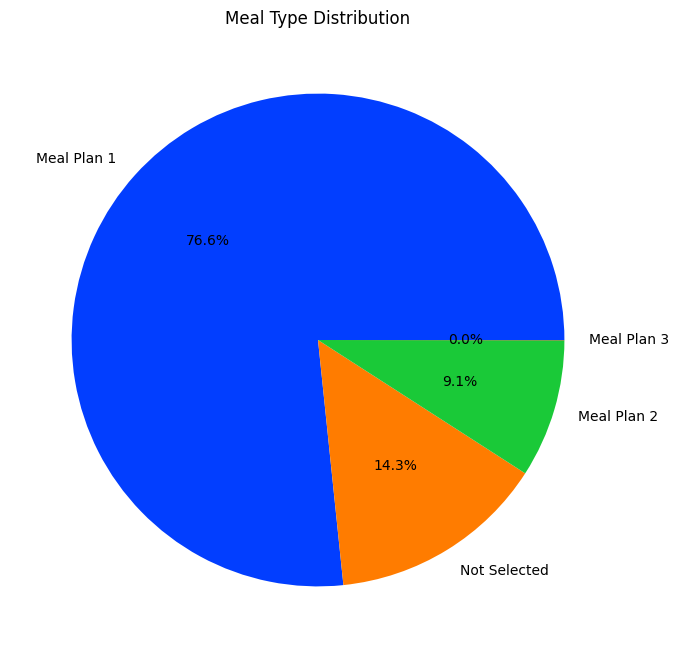 Meal Type Distribution
Meal Plan 1
76.6%
0.0%
Meal Plan 3
9.1%
Meal Plan 2
14.3%
Not Selected